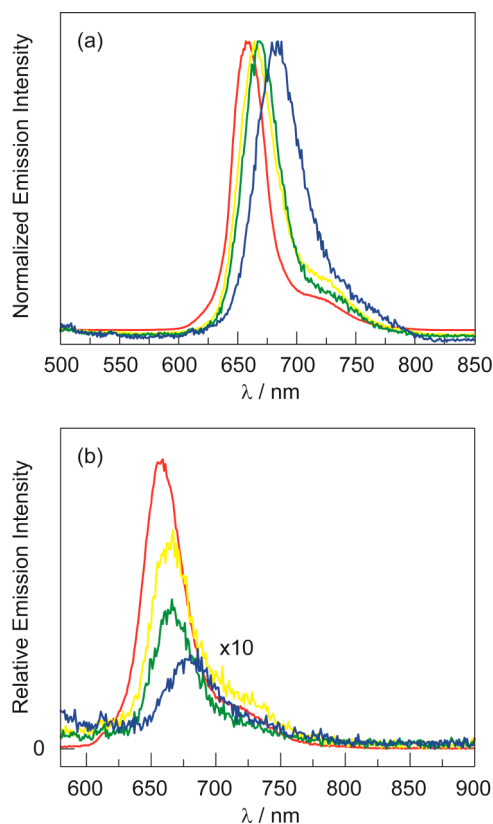 (a)
Normalized Emission Intensity
500 550 600 650 700 750 800 850
λ / nm
(b)
Relative Emission Intensity
x10
0
600 650 700 750 800 850 900
λ / nm